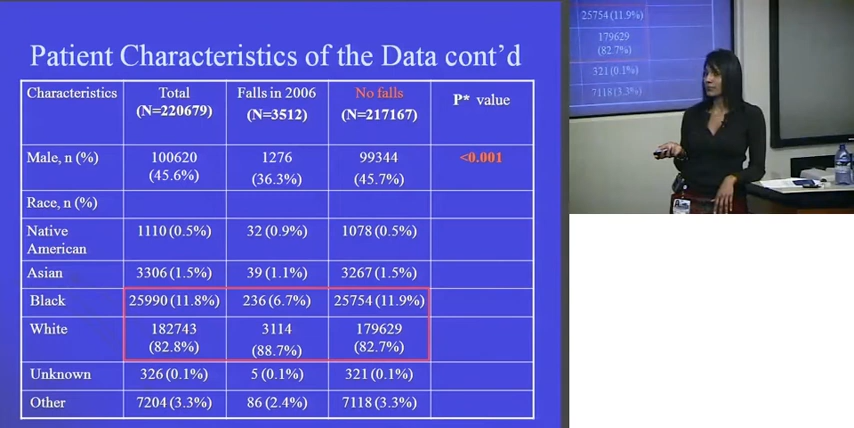 Patient Characteristics of the Data cont'd
Characteristics Total Falls in 2006 No falls P* value
(N=220679) (N=3512) (N=217167)
Male, n (%) 100620 1276 99344 <0.001
(45.6%) (36.3%) (45.7%)
Race, n (%)
Native 1110 (0.5%) 32 (0.9%) 1078 (0.5%)
American
Asian 3306 (1.5%) 39 (1.1%) 3267 (1.5%)
Black 25990 (11.8%) 236 (6.7%) 25754 (11.9%)
White 182743 3114 179629
(82.8%) (88.7%) (82.7%)
Unknown 326 (0.1%) 5 (0.1%) 321 (0.1%)
Other 7204 (3.3%) 86 (2.4%) 7118 (3.3%)
25754 (11.9%)
179629
(82.7%)
321 (0.1%)
7118 (3.3%)